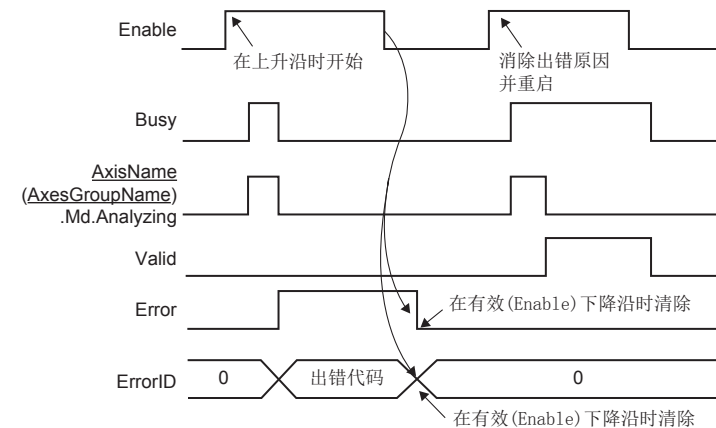 Enable
在上升沿时开始
消除出错原因
并重启
Busy
AxisName
(AxesGroupName)
.Md.Analyzing
Valid
Error
在有效(Enable)下降沿时清除
ErrorID
0
出错代码
0
在有效(Enable)下降沿时清除